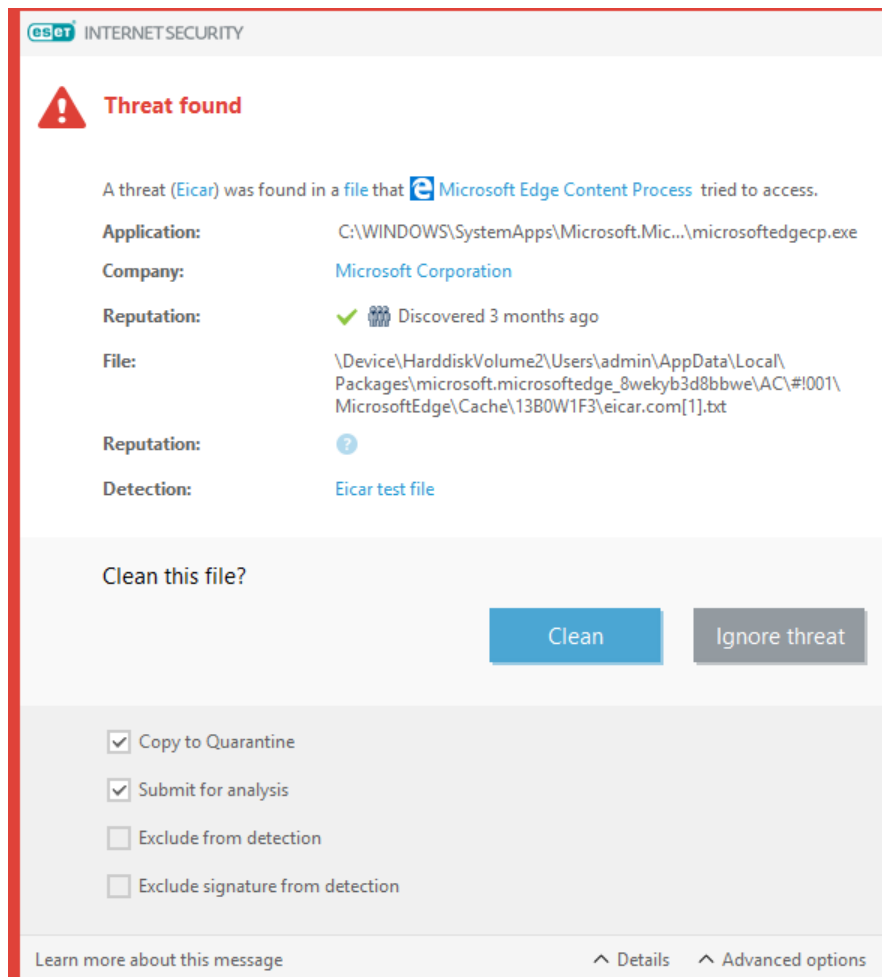 eset INTERNET SECURITY
Threat found
A threat (Eicar) was found in a file that Microsoft Edge Content Process tried to access.
Application: C:\WINDOWS\SystemApps\Microsoft.Mic...\microsoftedgecp.exe
Company: Microsoft Corporation
Reputation: Discovered 3 months ago
File: \Device\HarddiskVolume2\Users\admin\AppData\Local\
Packages\microsoft.microsoftedge_8wekyb3d8bbwe\AC\#!001\
MicrosoftEdge\Cache\13B0W1F3\eicar.com[1].txt
Reputation: ?
Detection: Eicar test file
Clean this file?
Clean Ignore threat
Copy to Quarantine
Submit for analysis
Exclude from detection
Exclude signature from detection
Learn more about this message Details Advanced options